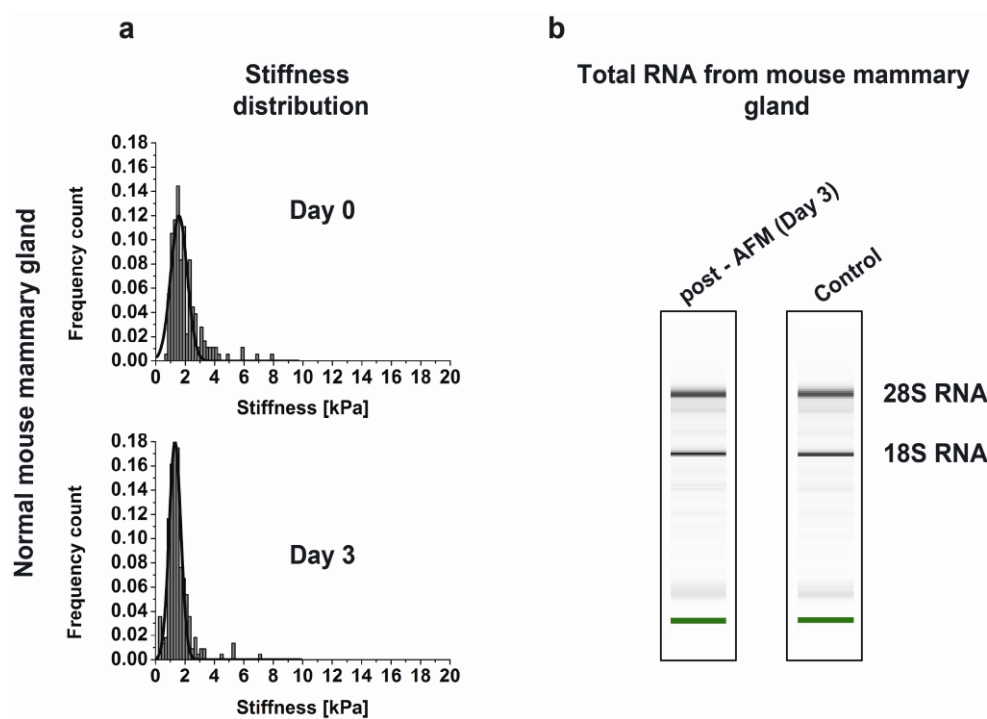 a
Stiffness
distribution
Normal mouse mammary gland
Frequency count
0.18
0.16
0.14
0.12
0.10
0.08
0.06
0.04
0.02
0.00
Day 0
0 2 4 6 8 10 12 14 16 18 20
Stiffness [kPa]
Frequency count
0.18
0.16
0.14
0.12
0.10
0.08
0.06
0.04
0.02
0.00
Day 3
0 2 4 6 8 10 12 14 16 18 20
Stiffness [kPa]
b
Total RNA from mouse mammary
gland
post - AFM (Day 3)
Control
28S RNA
18S RNA